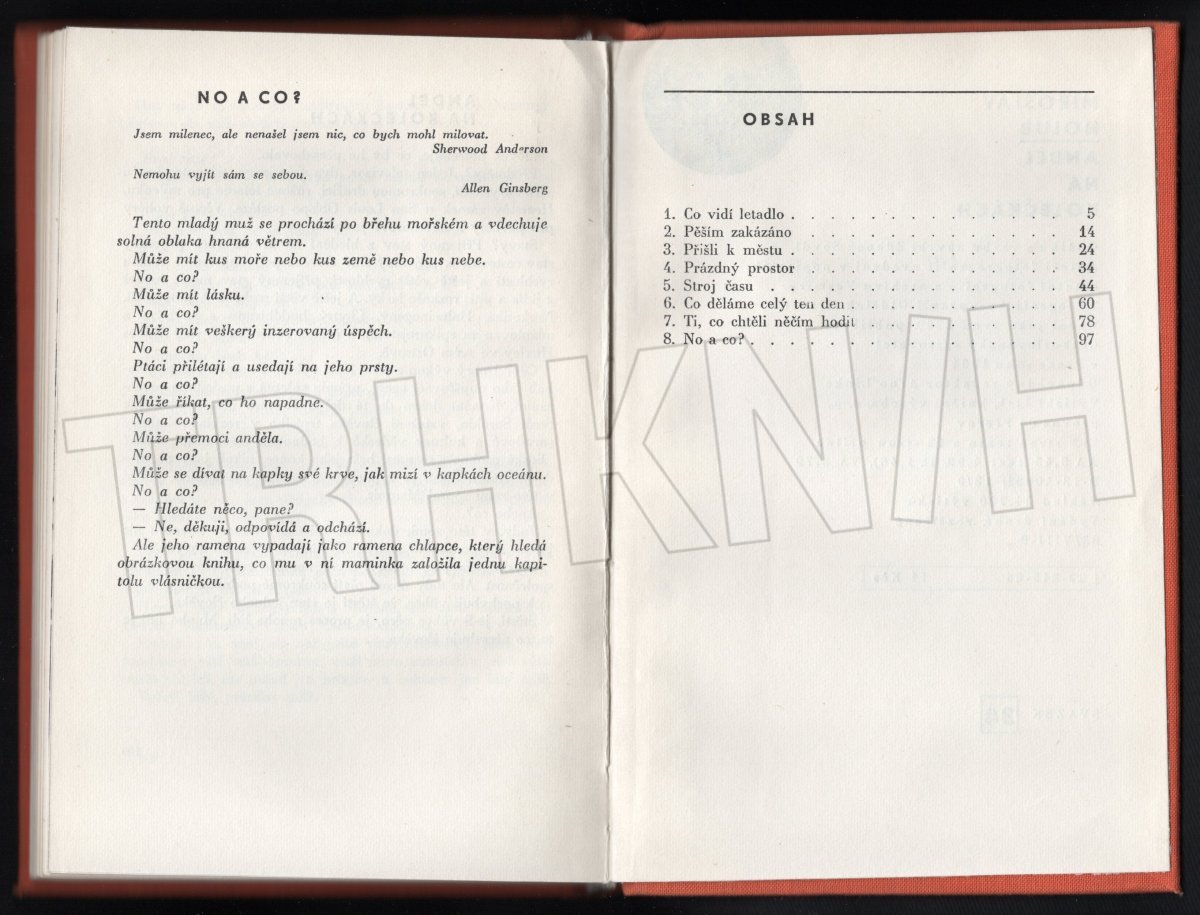 NO A CO?
Jsem milenec, ale nenašel jsem nic, co bych mohl milovat.
Sherwood Anderson
Nemohu vyjít sám se sebou.
Allen Ginsberg
Tento mladý muž se prochází po břehu mořském a vdechuje
solná oblaka hnaná větrem.
Může mít kus moře nebo kus země nebo kus nebe.
No a co?
Může mít lásku.
No a co?
Může mít veškerý inzerovaný úspěch.
No a co?
Ptáci přilétají a usedají na jeho prsty.
No a co?
Může říkat, co ho napadne.
No a co?
Může přemoci anděla.
No a co?
Může se dívat na kapky své krve, jak mizí v kapkách oceánu.
No a co?
— Hledáte něco, pane?
— Ne, děkuji, odpovídá a odchází.
Ale jeho ramena vypadají jako ramena chlapce, který hledá
obrázkovou knihu, co mu v ní maminka založila jednu kapi-
tolu vlásničkou.
OBSAH
1. Co vidí letadlo . . . . . . . . . . . . . . 5
2. Pěším zakázáno . . . . . . . . . . . . . . 14
3. Přišli k městu . . . . . . . . . . . . . . 24
4. Prázdný prostor . . . . . . . . . . . . . 34
5. Stroj času . . . . . . . . . . . . . . . 44
6. Co děláme celý ten den . . . . . . . . . . . 60
7. Ti, co chtěli něčím hodit . . . . . . . . . . 78
8. No a co? . . . . . . . . . . . . . . . . 97
TRHKNIH